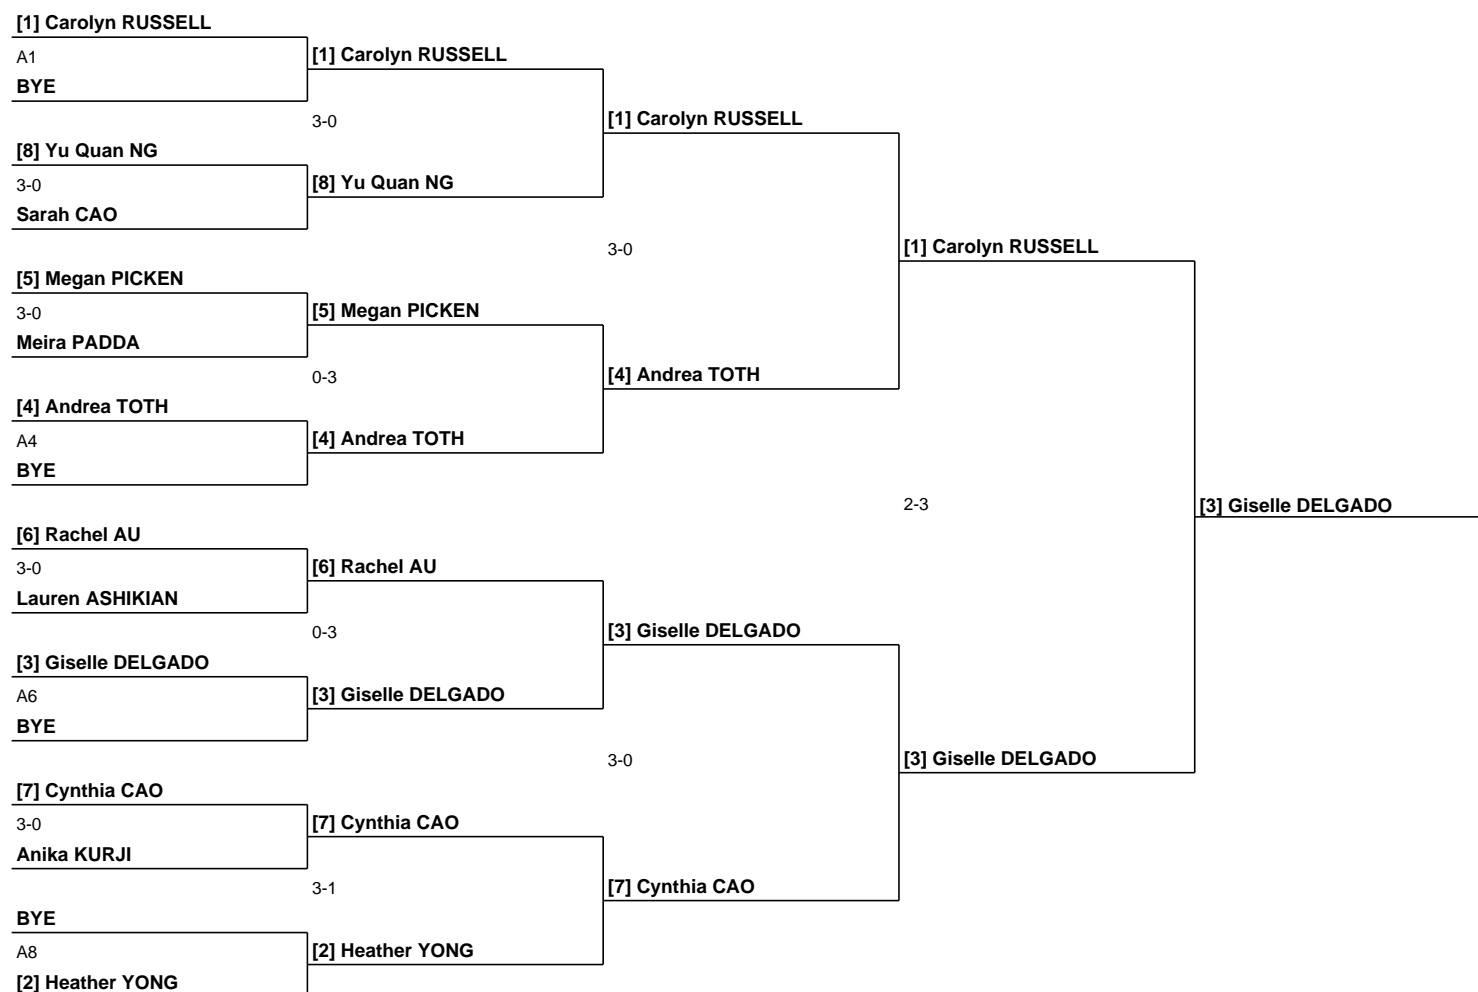 [1] Carolyn RUSSELL
A1
BYE
[8] Yu Quan NG
3-0
Sarah CAO
[5] Megan PICKEN
3-0
Meira PADDA
[4] Andrea TOTH
A4
BYE
[6] Rachel AU
3-0
Lauren ASHIKIAN
[3] Giselle DELGADO
A6
BYE
[7] Cynthia CAO
3-0
Anika KURJI
BYE
A8
[2] Heather YONG
[1] Carolyn RUSSELL
3-0
[8] Yu Quan NG
[5] Megan PICKEN
0-3
[4] Andrea TOTH
[6] Rachel AU
0-3
[3] Giselle DELGADO
[7] Cynthia CAO
3-1
[2] Heather YONG
[1] Carolyn RUSSELL
3-0
[4] Andrea TOTH
[3] Giselle DELGADO
3-0
[7] Cynthia CAO
[1] Carolyn RUSSELL
2-3
[3] Giselle DELGADO
[3] Giselle DELGADO